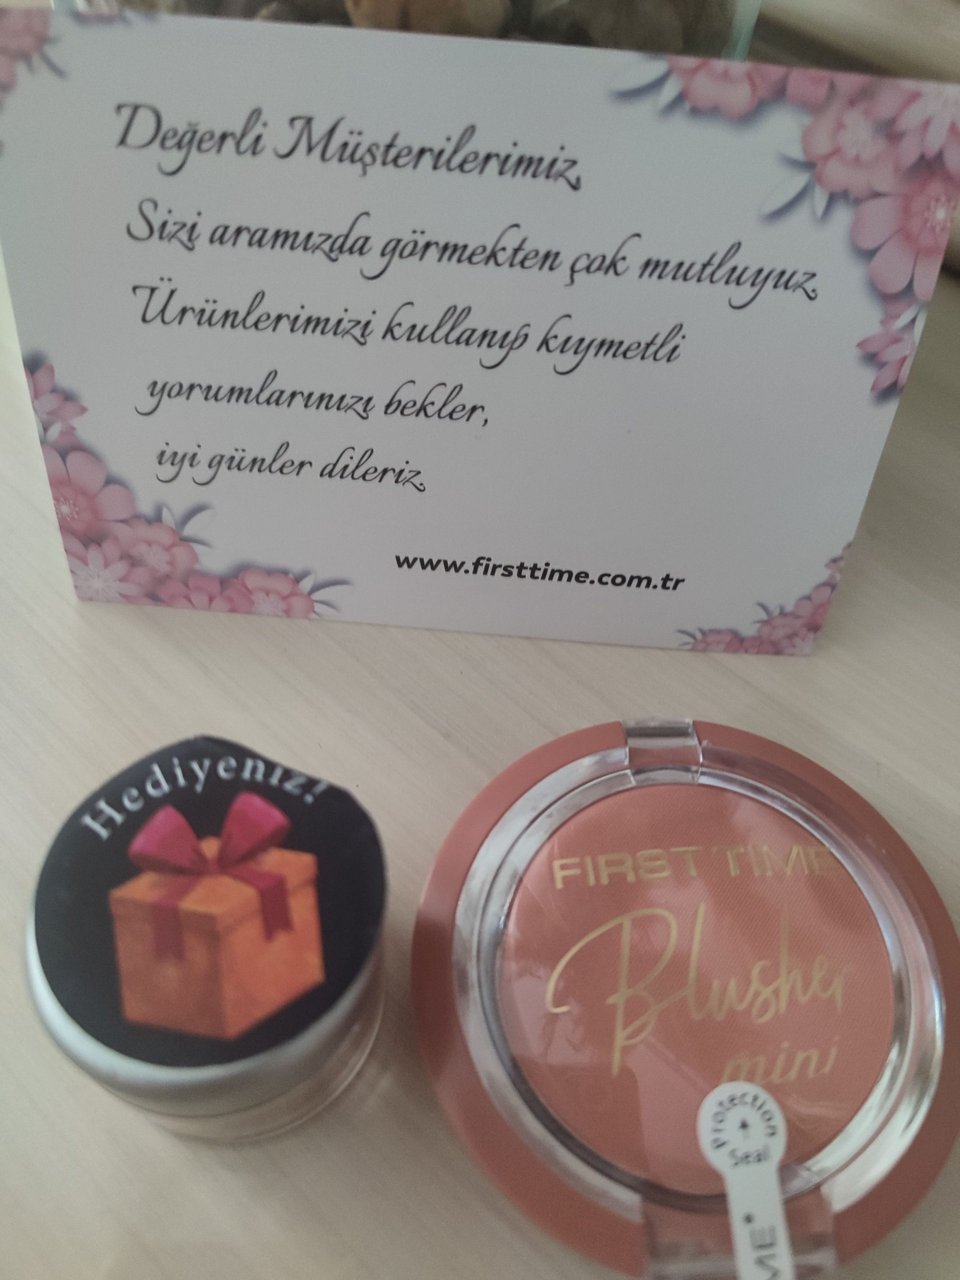 Değerli Müşterilerimiz
Sizi aramızda görmekten çok mutluyuz
Ürünlerimizi kullanıp kıymetli
yorumlarınızı bekler,
iyi günler dileriz
www.firsttime.com.tr
Hediyeniz!
FIRST TIME
Blusher
mini
Protection
Seal